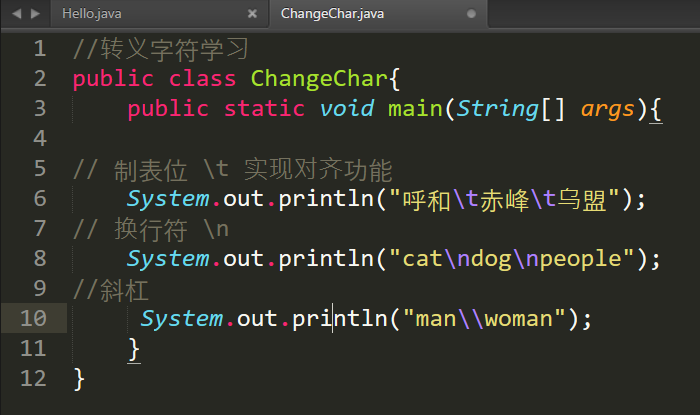 Hello.java × ChangeChar.java
1 //转义字符学习
2 public class ChangeChar{
3     public static void main(String[] args){
4
5 // 制表位 \t 实现对齐功能
6     System.out.println("呼和\t赤峰\t乌盟");
7 // 换行符 \n
8     System.out.println("cat\ndog\npeople");
9 //斜杠
10      System.out.println("man\\woman");
11     }
12 }